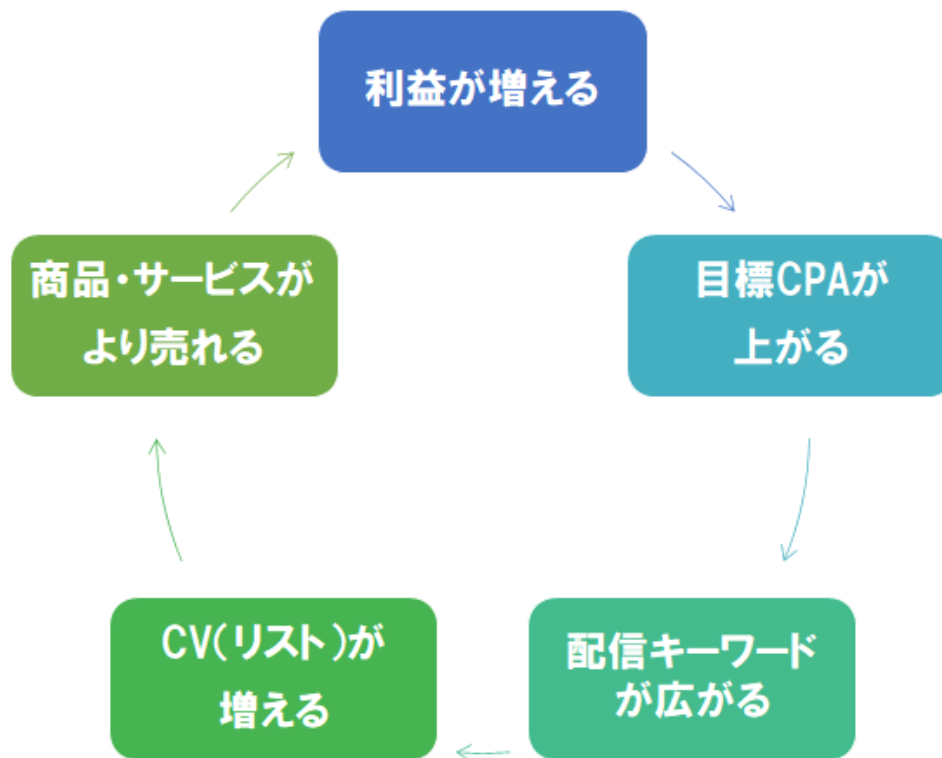 利益が増える
目標CPAが
上がる
配信キーワード
が広がる
CV(リスト)が
増える
商品・サービスが
より売れる